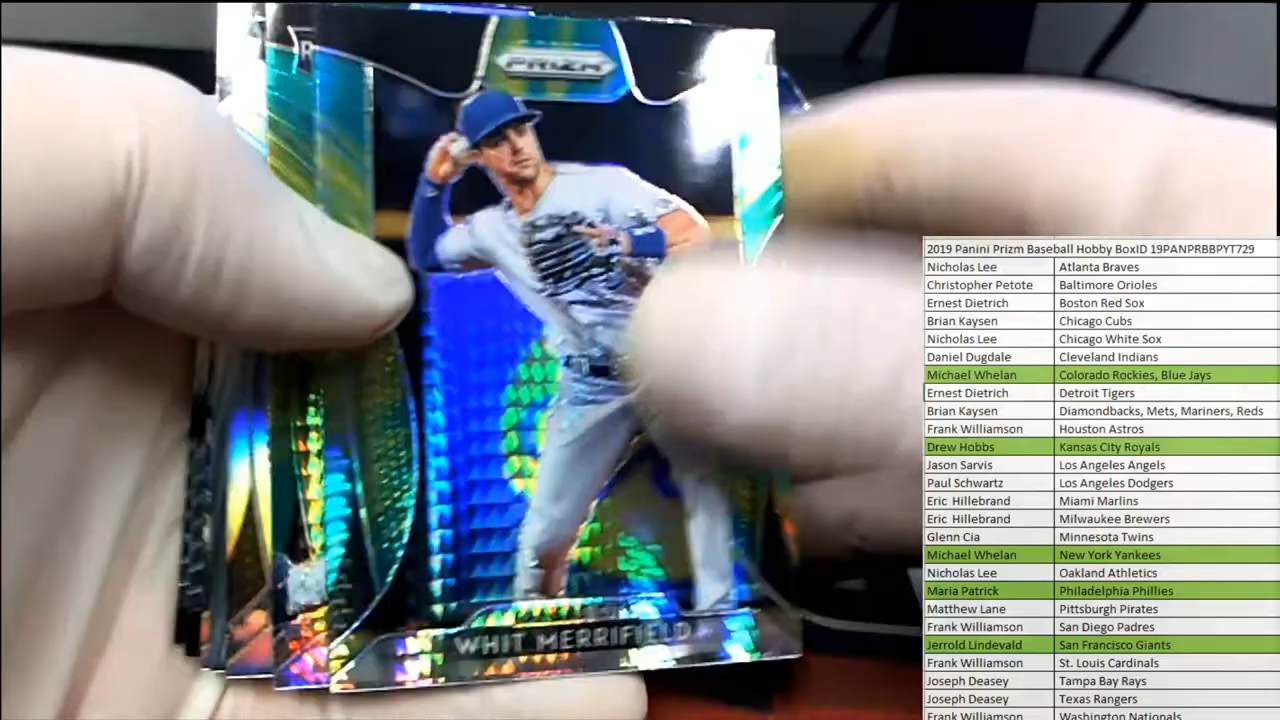 PRIZM
WHIT MERRIFIELD
2019 Panini Prizm Baseball Hobby BoxID 19PANPRBBPYT729
Nicholas Lee Atlanta Braves
Christopher Petote Baltimore Orioles
Ernest Dietrich Boston Red Sox
Brian Kaysen Chicago Cubs
Nicholas Lee Chicago White Sox
Daniel Dugdale Cleveland Indians
Michael Whelan Colorado Rockies, Blue Jays
Ernest Dietrich Detroit Tigers
Brian Kaysen Diamondbacks, Mets, Mariners, Reds
Frank Williamson Houston Astros
Drew Hobbs Kansas City Royals
Jason Sarvis Los Angeles Angels
Paul Schwartz Los Angeles Dodgers
Eric Hillebrand Miami Marlins
Eric Hillebrand Milwaukee Brewers
Glenn Cia Minnesota Twins
Michael Whelan New York Yankees
Nicholas Lee Oakland Athletics
Maria Patrick Philadelphia Phillies
Matthew Lane Pittsburgh Pirates
Frank Williamson San Diego Padres
Jerrold Lindevald San Francisco Giants
Frank Williamson St. Louis Cardinals
Joseph Deasey Tampa Bay Rays
Joseph Deasey Texas Rangers
Frank Williamson Washington Nationals